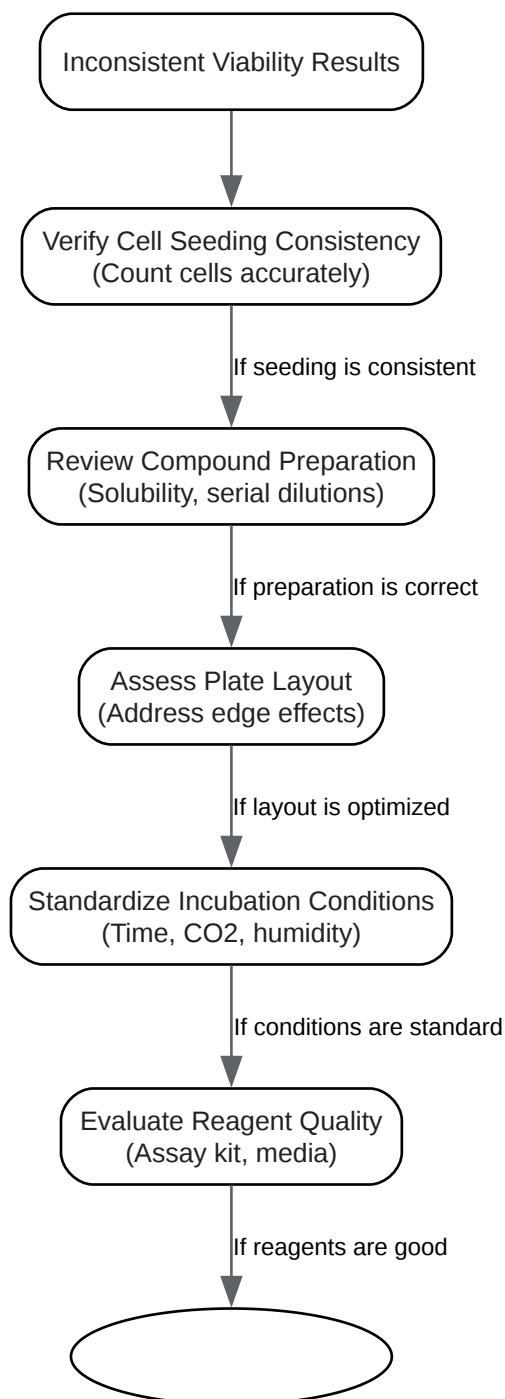 Inconsistent Viability Results
Verify Cell Seeding Consistency
(Count cells accurately)
If seeding is consistent
Review Compound Preparation
(Solubility, serial dilutions)
If preparation is correct
Assess Plate Layout
(Address edge effects)
If layout is optimized
Standardize Incubation Conditions
(Time, CO2, humidity)
If conditions are standard
Evaluate Reagent Quality
(Assay kit, media)
If reagents are good